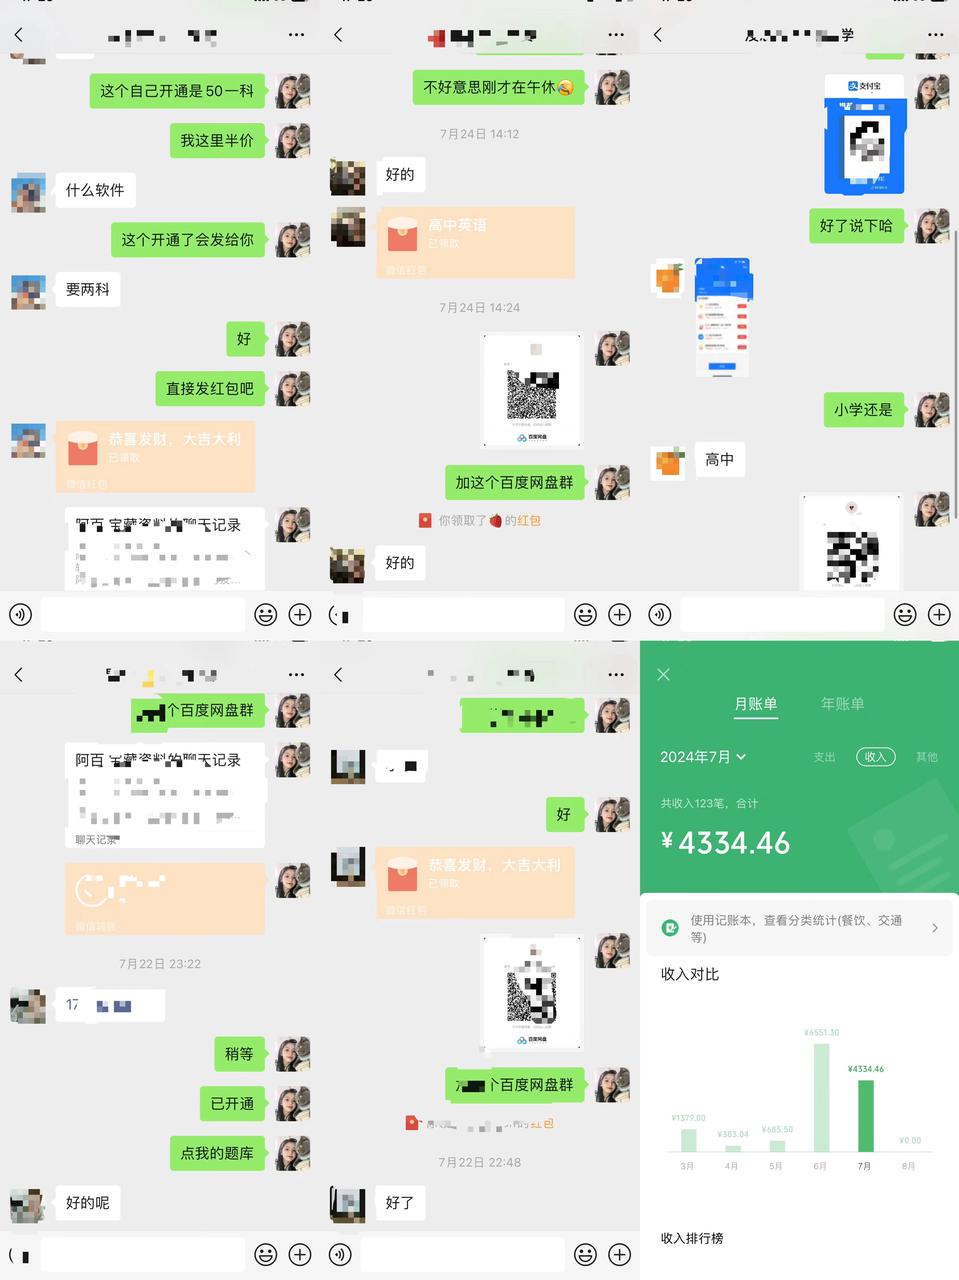 这个自己开通是50一科
我这里半价
什么软件
这个开通了会发给你
要两科
好
直接发红包吧
恭喜发财，大吉大利
已领取
微信红包
的聊天记录
不好意思刚才在午休
7月24日 14:12
好的
高中英语
已领取
微信红包
7月24日 14:24
百度网盘
加这个百度网盘群
你领取了🍓的红包
好的
学
支付宝
好了说下哈
小学还是
高中
个百度网盘群
阿百 宝藏资料的聊天记录
聊天记录
微信转账
7月22日 23:22
17
稍等
已开通
点我的题库
好的呢
好
恭喜发财，大吉大利
已领取
微信红包
百度网盘
个百度网盘群
的红包
7月22日 22:48
好了
月账单
年账单
2024年7月
支出
收入
其他
共收入123笔，合计
¥4334.46
使用记账本，查看分类统计(餐饮、交通
等)
收入对比
¥6551.30
¥4334.46
¥1379.00
¥383.04
¥685.50
¥0.00
3月
4月
5月
6月
7月
8月
收入排行榜